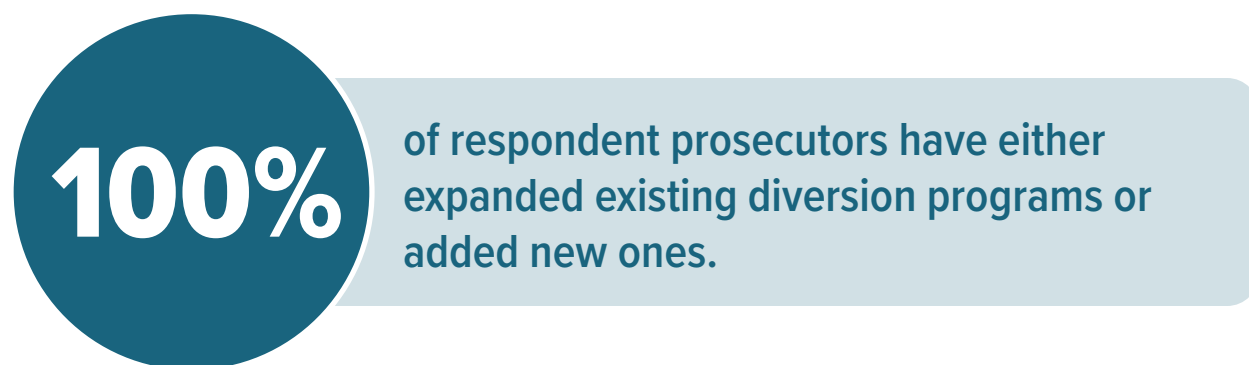 100%
of respondent prosecutors have either
expanded existing diversion programs or
added new ones.